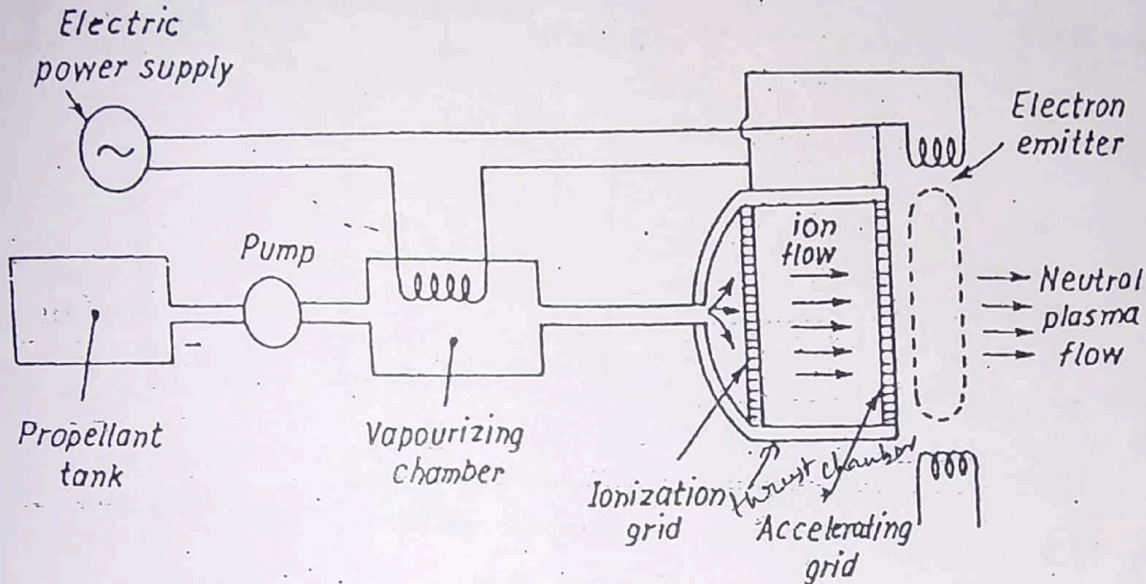 Electric
power supply
Electron
emitter
ion
flow
Pump
Neutral
plasma
flow
Propellant
tank
Vapourizing
chamber
Ionization
grid
thrust chamber
Accelerating
grid